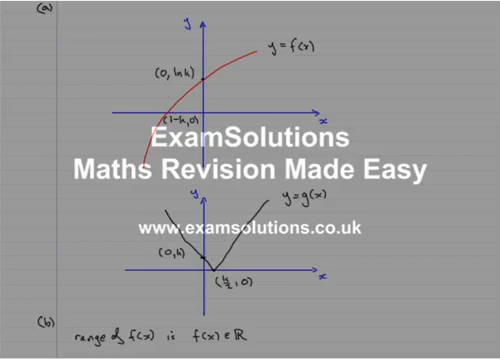 (a)
y
y = f(x)
(0, ln k)
(1-k, 0)
x
ExamSolutions
Maths Revision Made Easy
y
y = g(x)
www.examsolutions.co.uk
(0, k)
(k/2, 0)
x
(b)
range of f(x) is f(x) ∈ ℝ